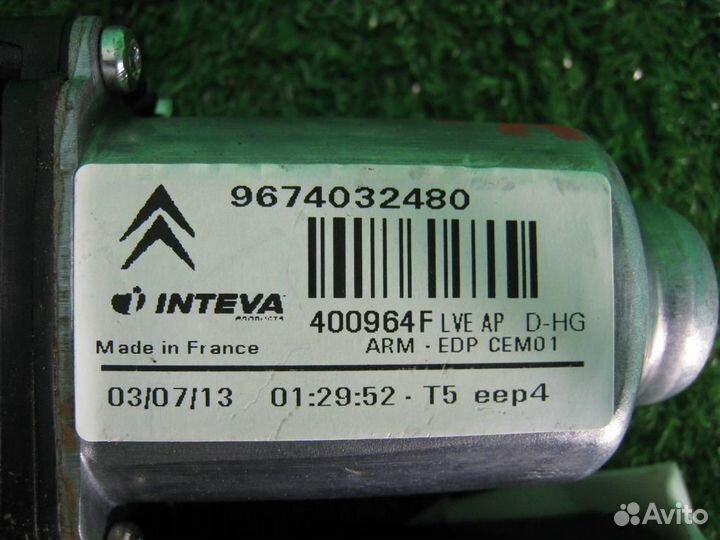 9674032480
INTEVA
PRODUCTS
400964F LVE AP D-HG
Made in France ARM - EDP CEM01
03/07/13 01:29:52 - T5 eep4
Avito